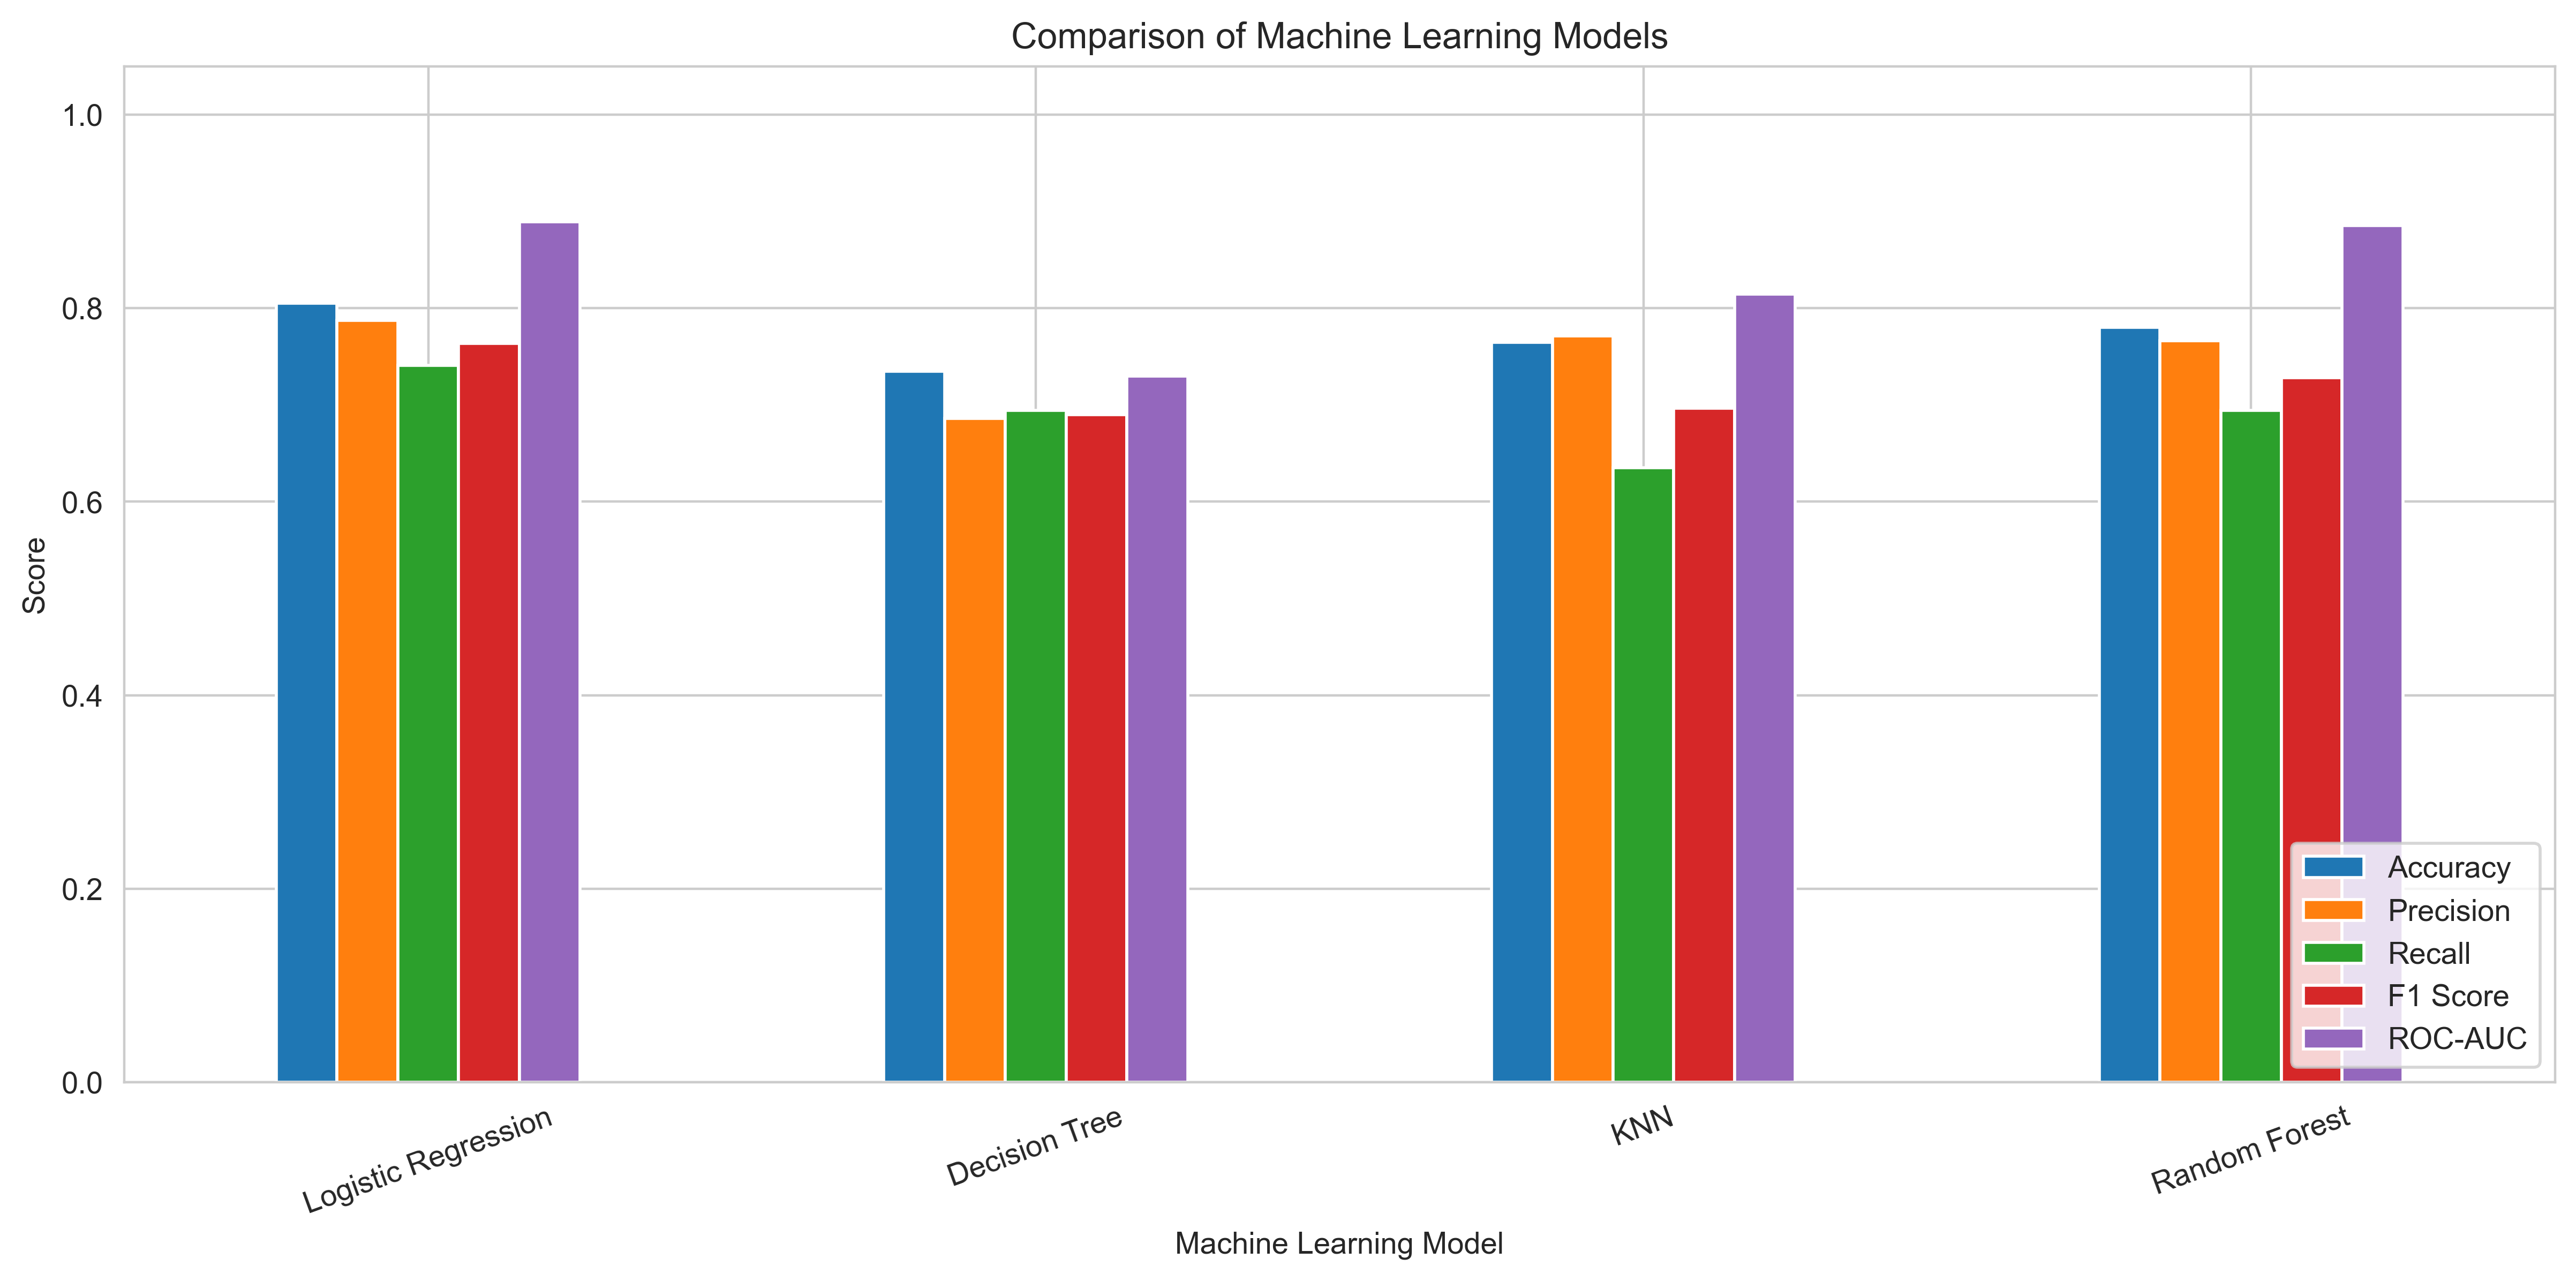 Comparison of Machine Learning Models
1.0
0.8
0.6
0.4
0.2
0.0
Score
Accuracy
Precision
Recall
F1 Score
ROC-AUC
Logistic Regression
Decision Tree
KNN
Random Forest
Machine Learning Model